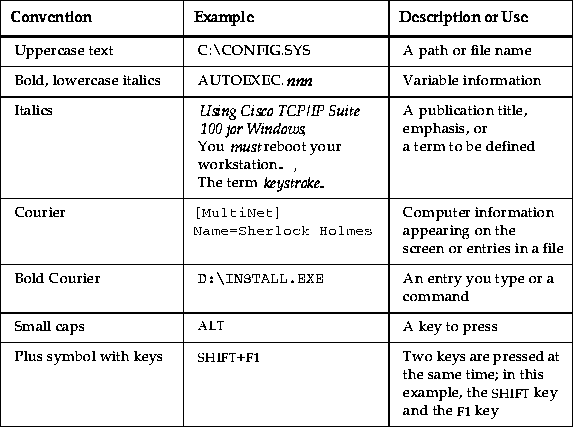 Convention Example Description or Use
Uppercase text C:\CONFIG.SYS A path or file name
Bold, lowercase italics AUTOEXEC.nnn Variable information
Italics Using Cisco TCP/IP Suite A publication title,
100 for Windows, emphasis, or
You must reboot your a term to be defined
workstation.. ,
The term keystroke..
Courier [MultiNet] Computer information
Name=Sherlock Holmes appearing on the
screen or entries in a file
Bold Courier D:\INSTALL.EXE An entry you type or a
command
Small caps ALT A key to press
Plus symbol with keys SHIFT+F1 Two keys are pressed at
the same time; in this
example, the SHIFT key
and the F1 key